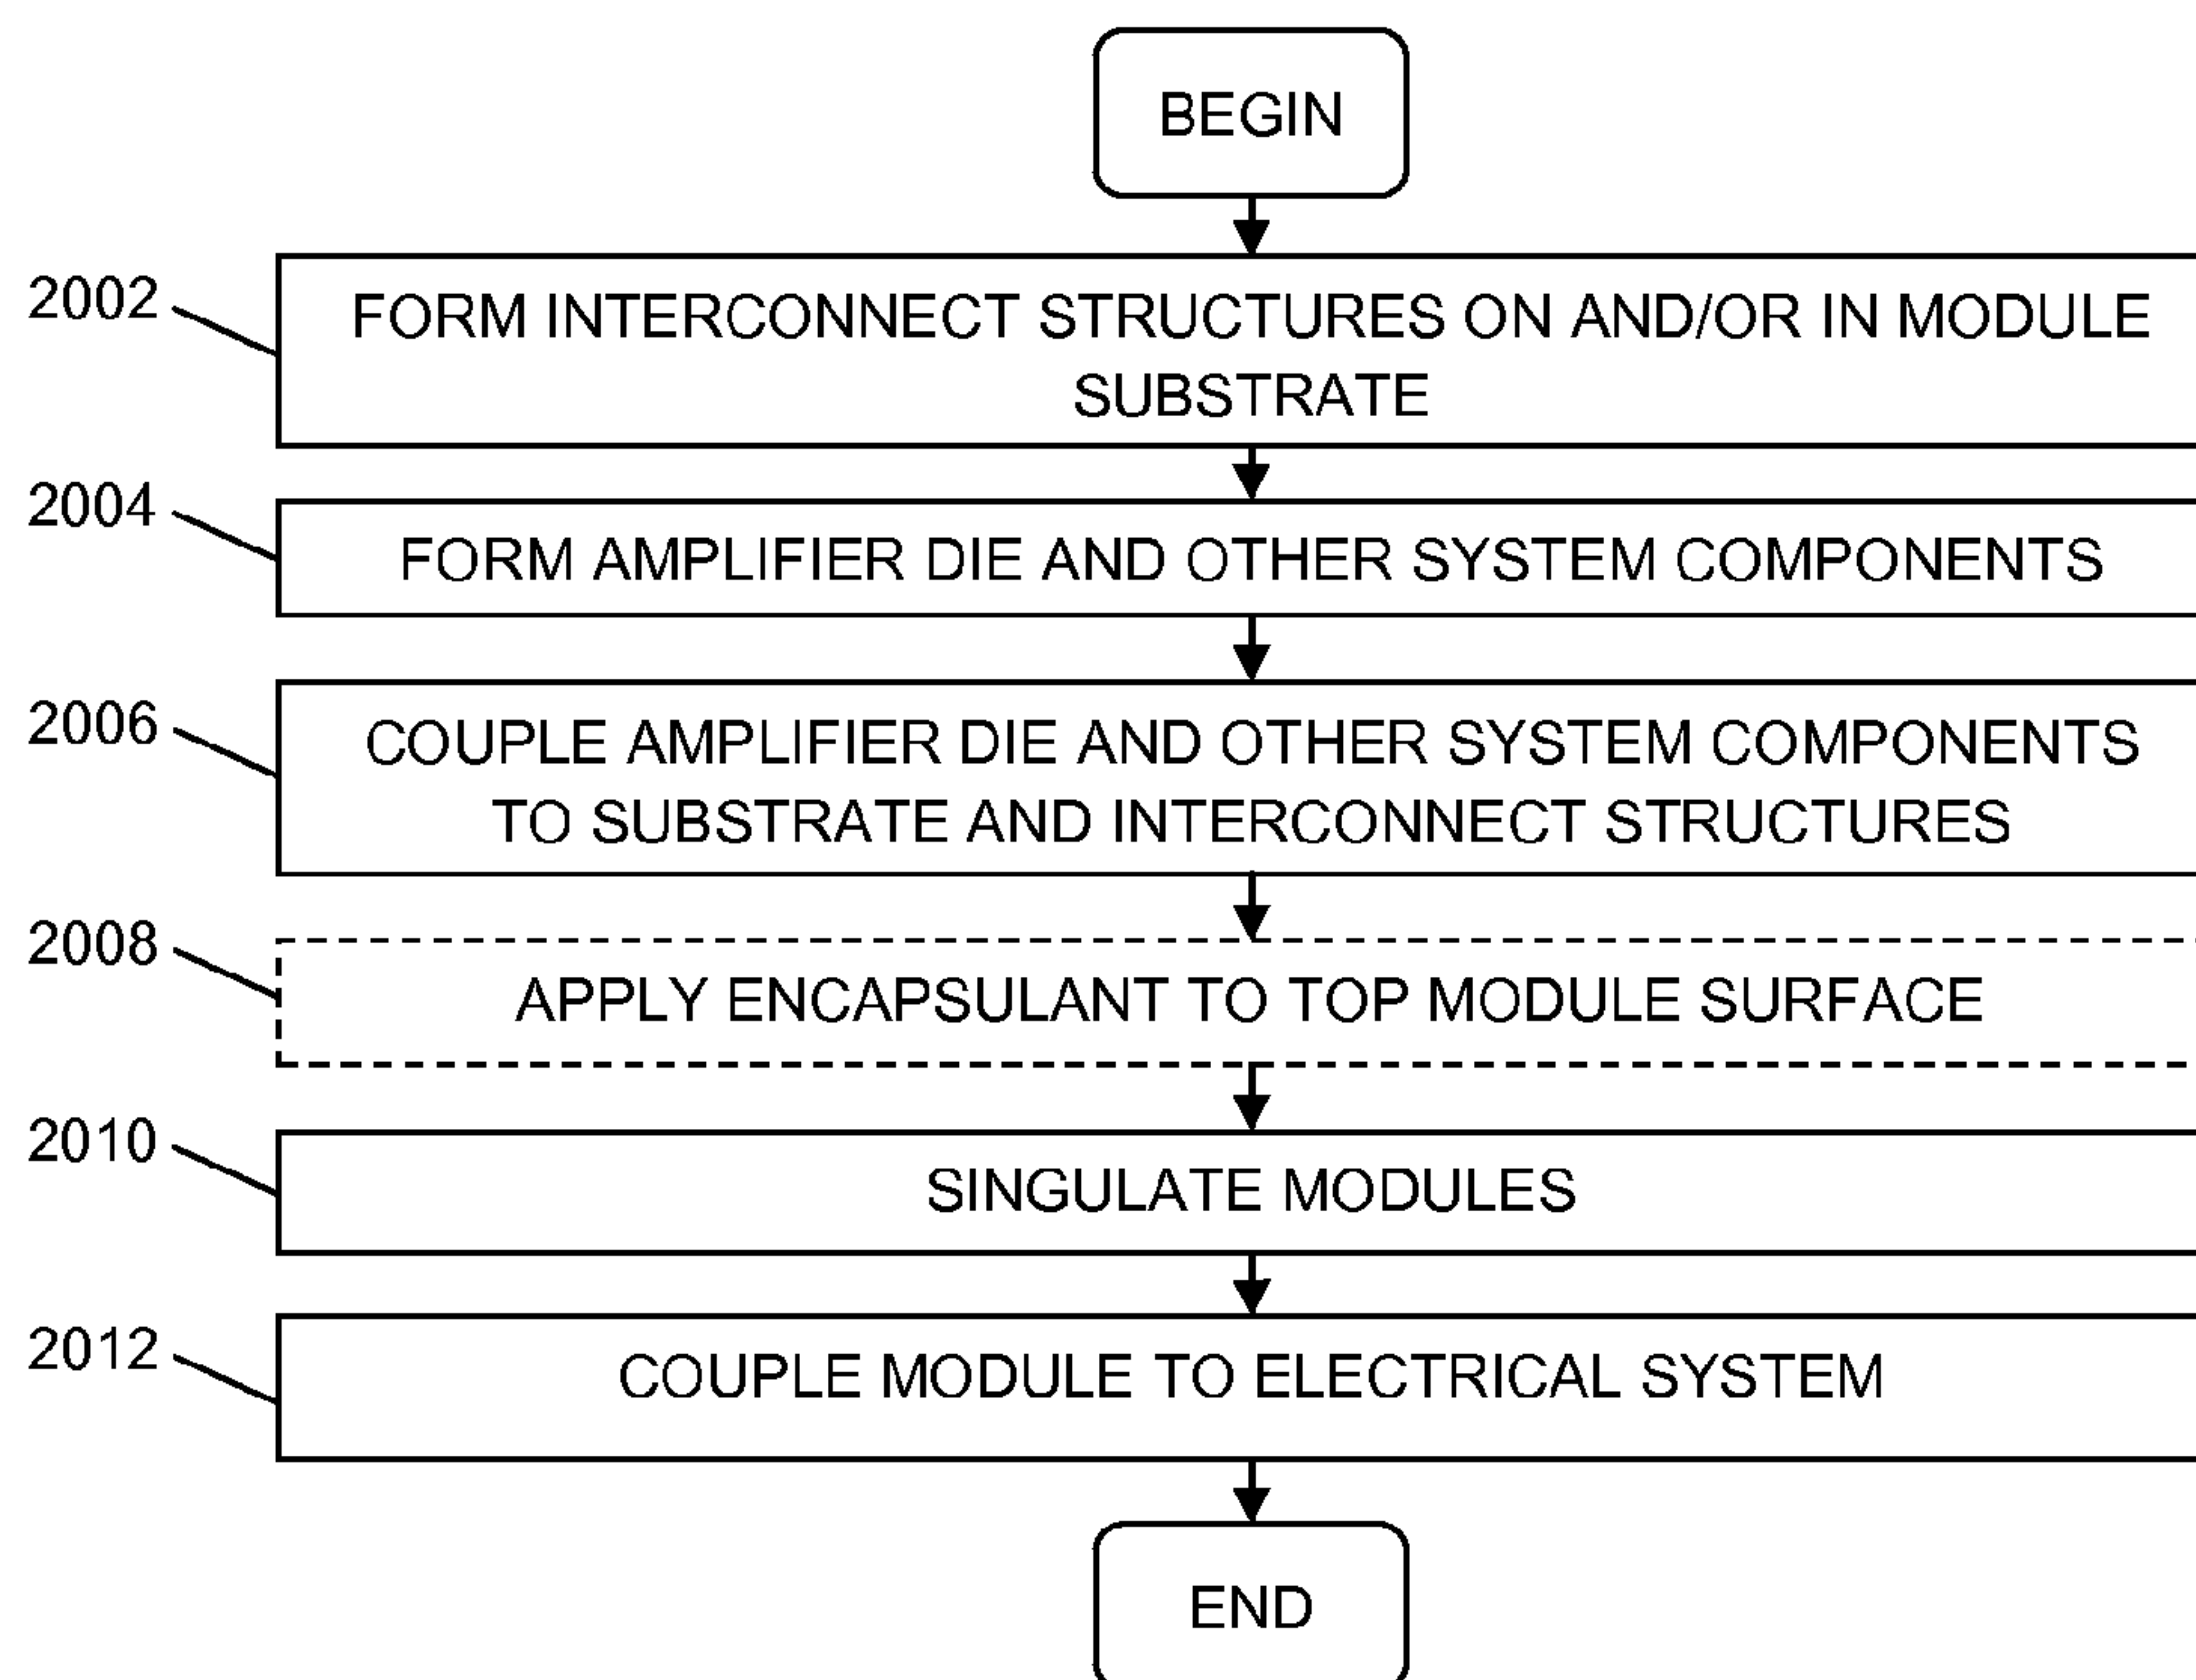 BEGIN
2002
FORM INTERCONNECT STRUCTURES ON AND/OR IN MODULE
SUBSTRATE
2004
FORM AMPLIFIER DIE AND OTHER SYSTEM COMPONENTS
2006
COUPLE AMPLIFIER DIE AND OTHER SYSTEM COMPONENTS
TO SUBSTRATE AND INTERCONNECT STRUCTURES
2008
APPLY ENCAPSULANT TO TOP MODULE SURFACE
2010
SINGULATE MODULES
2012
COUPLE MODULE TO ELECTRICAL SYSTEM
END